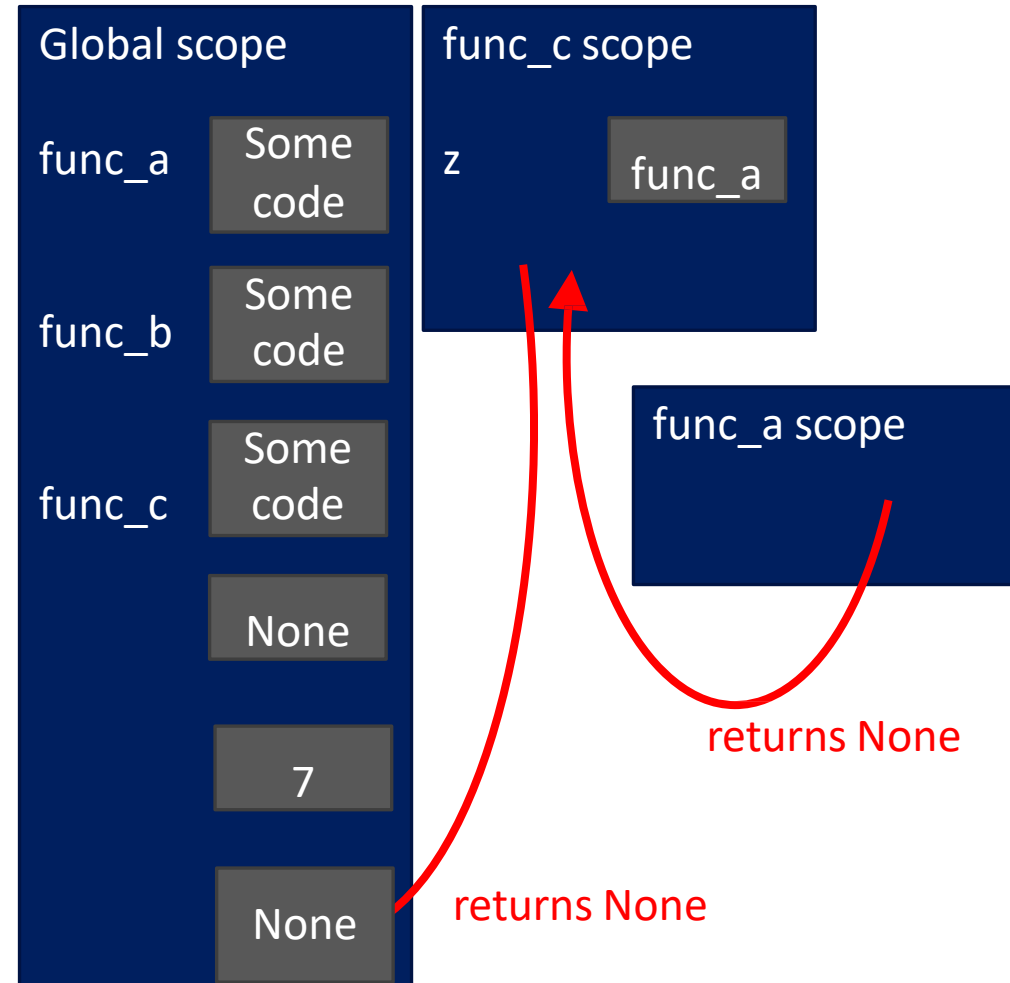 Global scope
func_a
Some
code
func_b
Some
code
func_c
Some
code
None
7
None
func_c scope
z
func_a
func_a scope
returns None
returns None